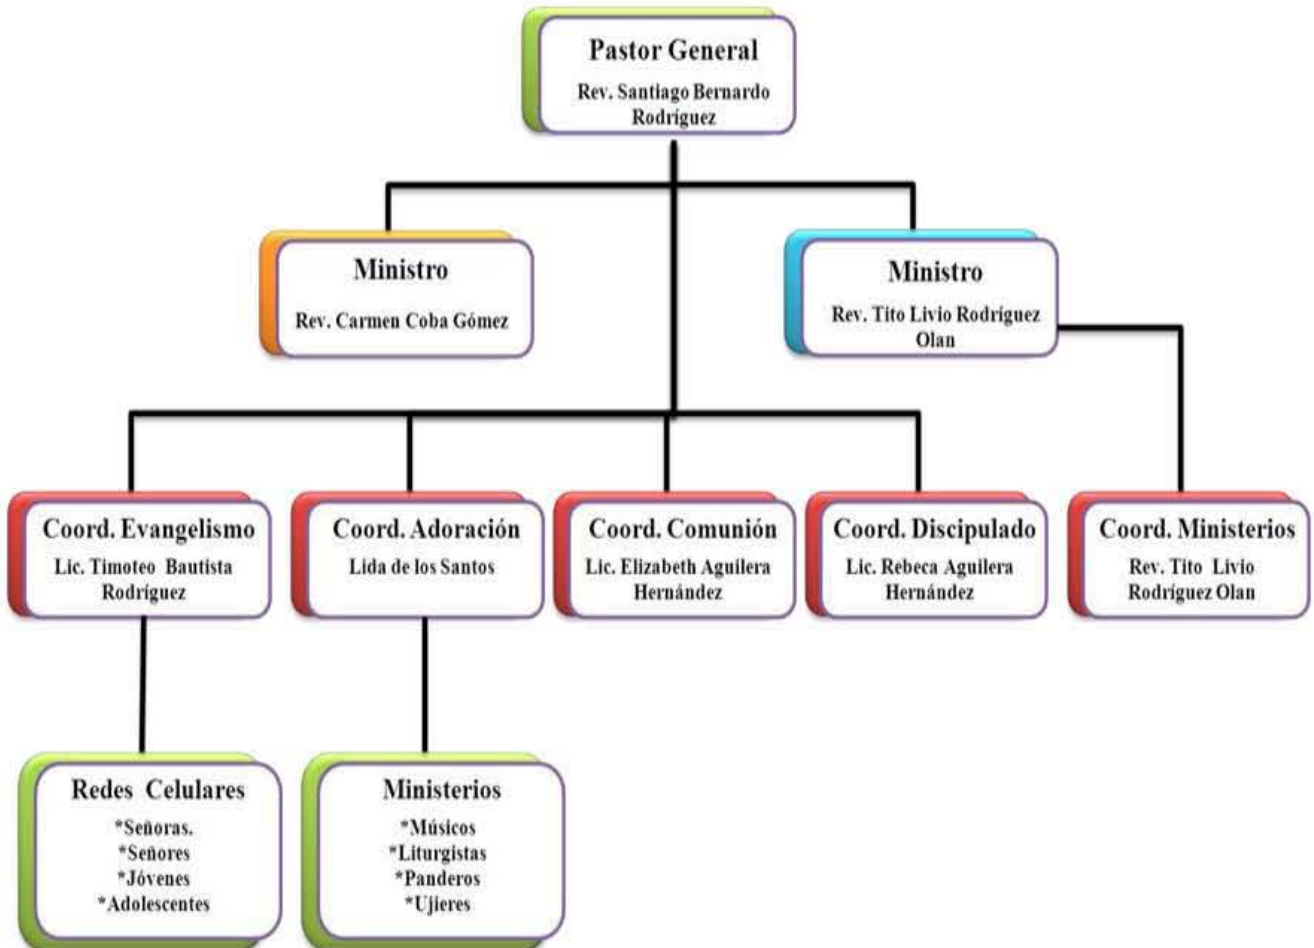 Pastor General
Rev. Santiago Bernardo
Rodríguez
Ministro
Rev. Carmen Coba Gómez
Ministro
Rev. Tito Livio Rodríguez
Olan
Coord. Evangelismo
Lic. Timoteo Bautista
Rodríguez
Coord. Adoración
Lida de los Santos
Coord. Comunión
Lic. Elizabeth Aguilera
Hernández
Coord. Discipulado
Lic. Rebeca Aguilera
Hernández
Coord. Ministerios
Rev. Tito Livio
Rodríguez Olan
Redes Celulares
*Señoras.
*Señores
*Jóvenes
*Adolescentes
Ministerios
*Músicos
*Liturgistas
*Panderos
*Ujieres